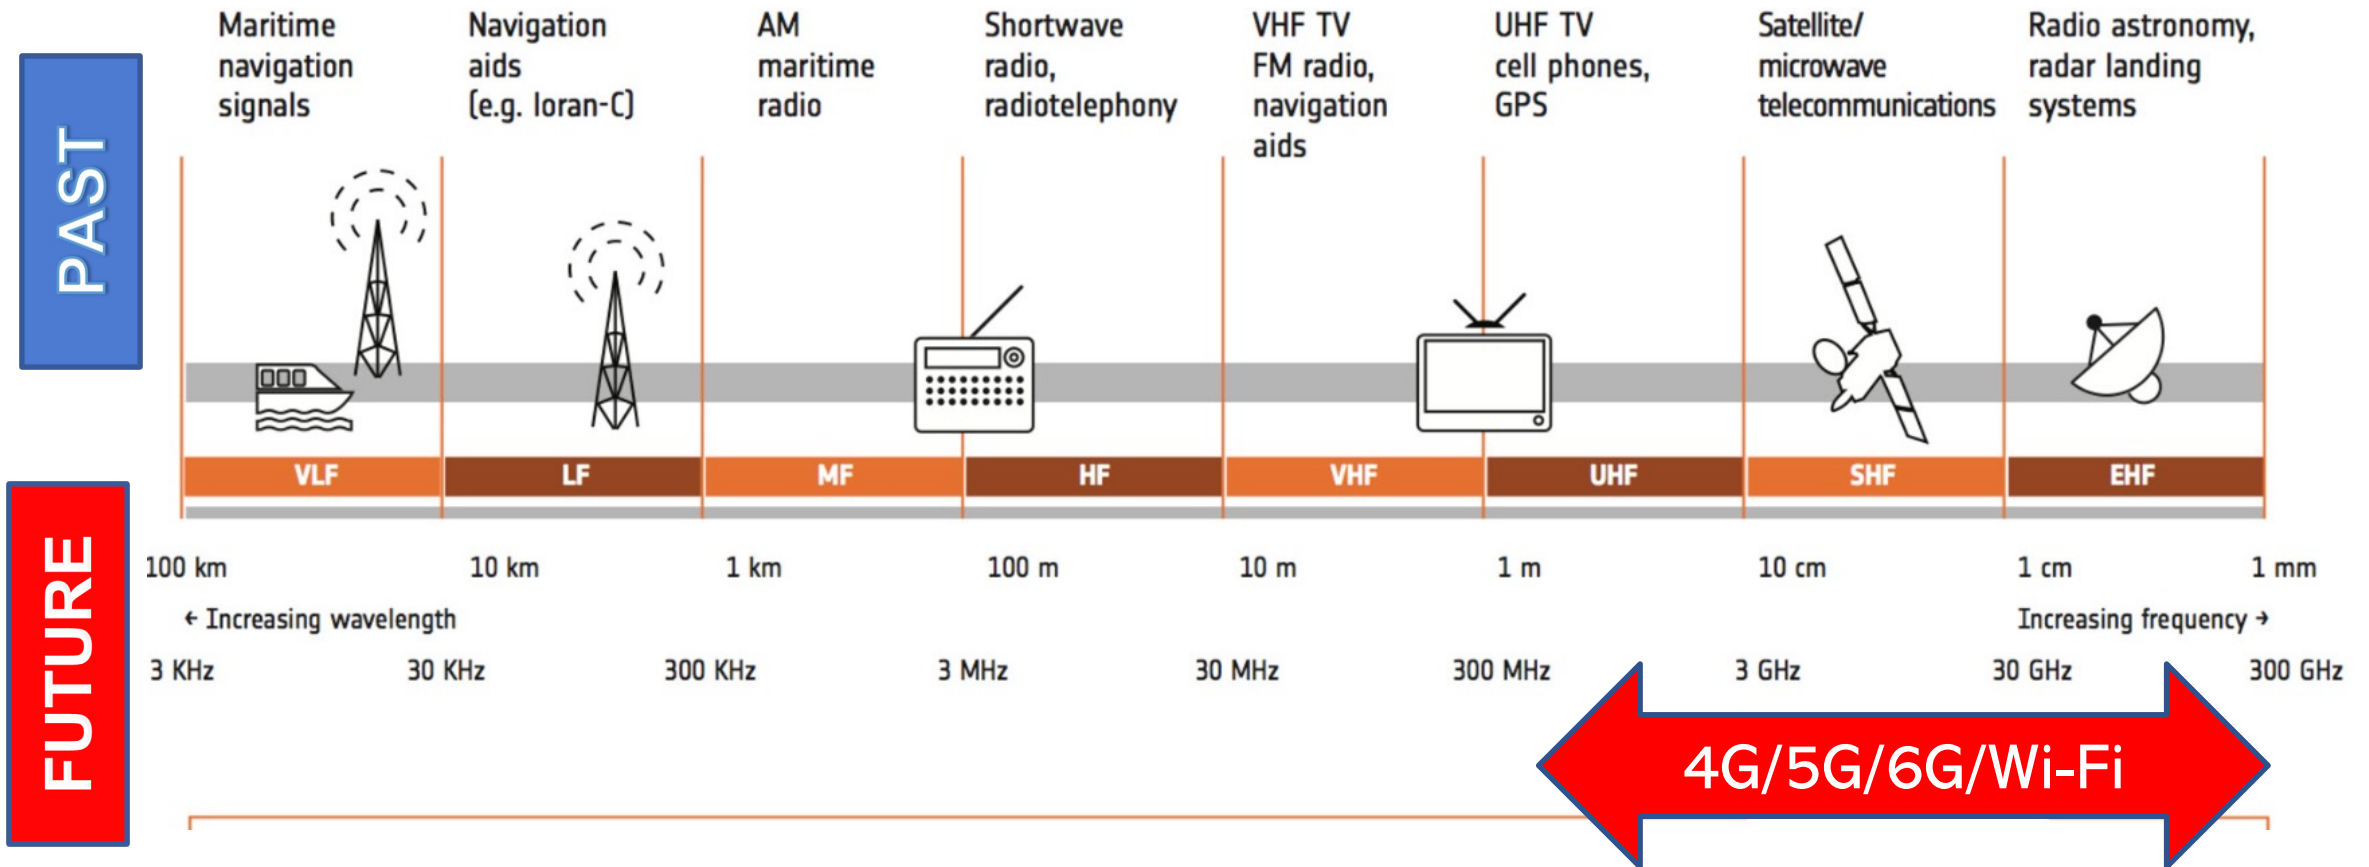 PAST
Maritime
navigation
signals
Navigation
aids
(e.g. loran-C)
AM
maritime
radio
Shortwave
radio,
radiotelephony
VHF TV
FM radio,
navigation
aids
UHF TV
cell phones,
GPS
Satellite/
microwave
telecommunications
Radio astronomy,
radar landing
systems
VLF LF MF HF VHF UHF SHF EHF
FUTURE
100 km 10 km 1 km 100 m 10 m 1 m 10 cm 1 cm 1 mm
← Increasing wavelength Increasing frequency →
3 KHz 30 KHz 300 KHz 3 MHz 30 MHz 300 MHz 3 GHz 30 GHz 300 GHz
4G/5G/6G/Wi-Fi